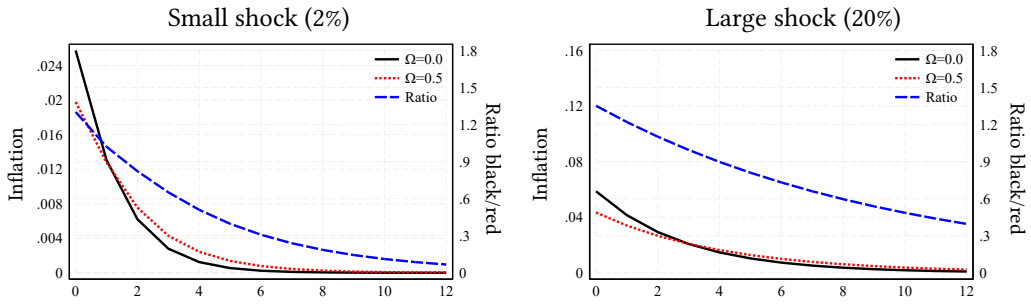 Small shock (2%)
Inflation
.024
.02
.016
.012
.008
.004
0
0 2 4 6 8 10 12
1.8
1.5
1.2
.9
.6
.3
0
Ratio black/red
Ω=0.0
Ω=0.5
Ratio
Large shock (20%)
Inflation
.16
.12
.08
.04
0
0 2 4 6 8 10 12
1.8
1.5
1.2
.9
.6
.3
0
Ratio black/red
Ω=0.0
Ω=0.5
Ratio